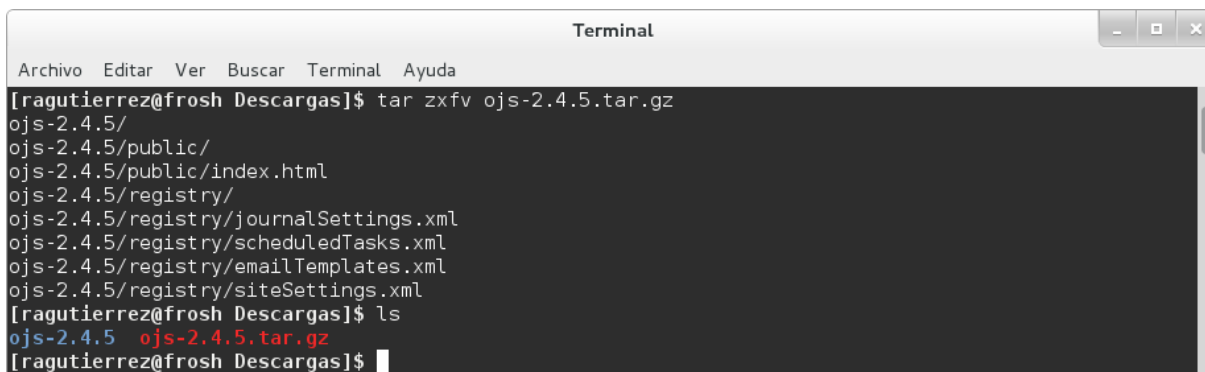 Terminal
Archivo Editar Ver Buscar Terminal Ayuda
[ragutierrez@frosh Descargas]$ tar zxfv ojs-2.4.5.tar.gz
ojs-2.4.5/
ojs-2.4.5/public/
ojs-2.4.5/public/index.html
ojs-2.4.5/registry/
ojs-2.4.5/registry/journalSettings.xml
ojs-2.4.5/registry/scheduledTasks.xml
ojs-2.4.5/registry/emailTemplates.xml
ojs-2.4.5/registry/siteSettings.xml
[ragutierrez@frosh Descargas]$ ls
ojs-2.4.5 ojs-2.4.5.tar.gz
[ragutierrez@frosh Descargas]$